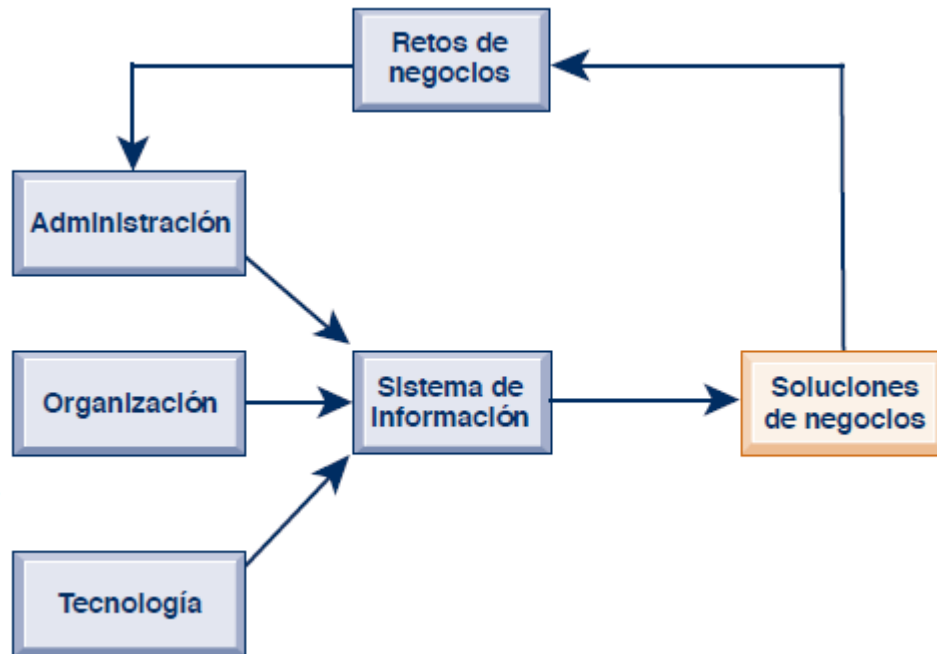 Retos de
negocios
Administración
Organización
Sistema de
información
Soluciones
de negocios
Tecnología